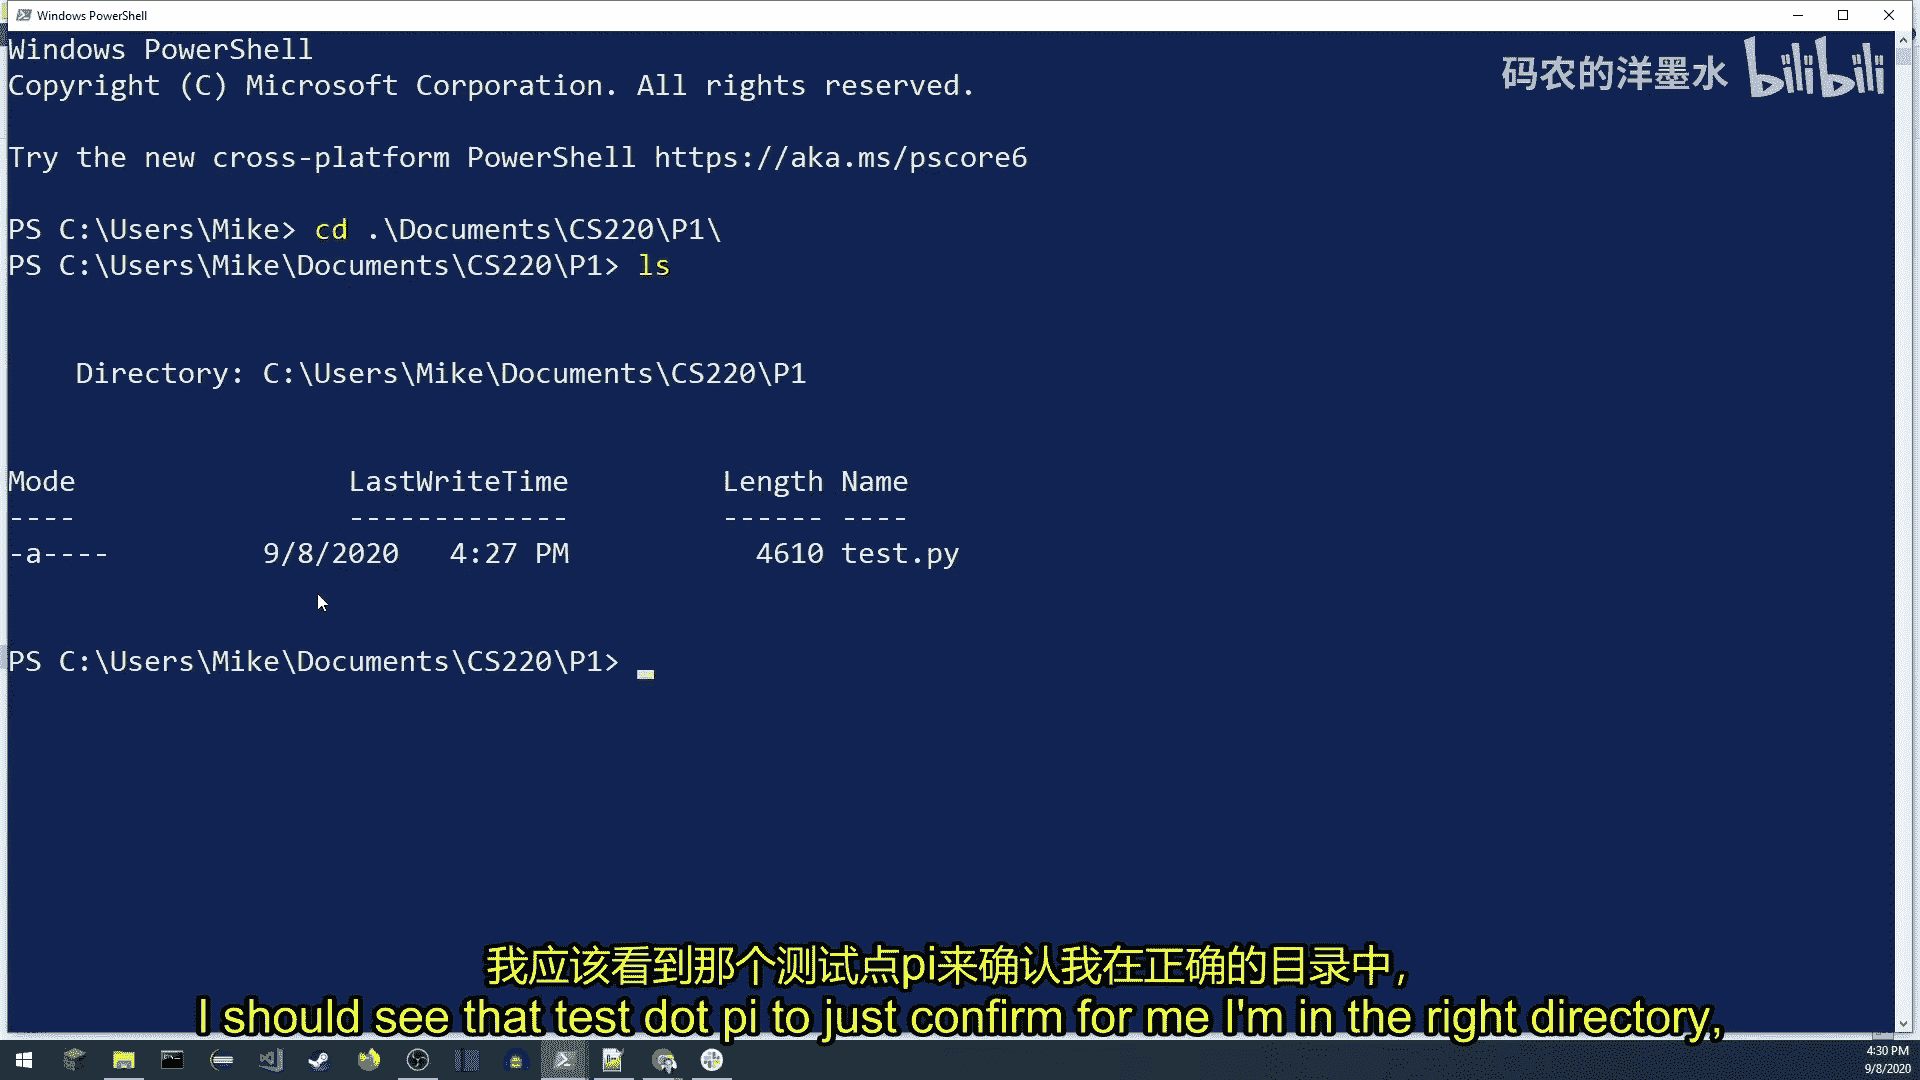 Windows PowerShell
码农的洋墨水 bilibili
Windows PowerShell
Copyright (C) Microsoft Corporation. All rights reserved.
Try the new cross-platform PowerShell https://aka.ms/pscore6
PS C:\Users\Mike> cd .\Documents\CS220\P1\
PS C:\Users\Mike\Documents\CS220\P1> ls
Directory: C:\Users\Mike\Documents\CS220\P1
Mode LastWriteTime Length Name
---- ------------- ------ ----
-a---- 9/8/2020 4:27 PM 4610 test.py
PS C:\Users\Mike\Documents\CS220\P1>
我应该看到那个测试点pi来确认我在正确的目录中，
I should see that test dot pi to just confirm for me I'm in the right directory,
4:30 PM
9/8/2020